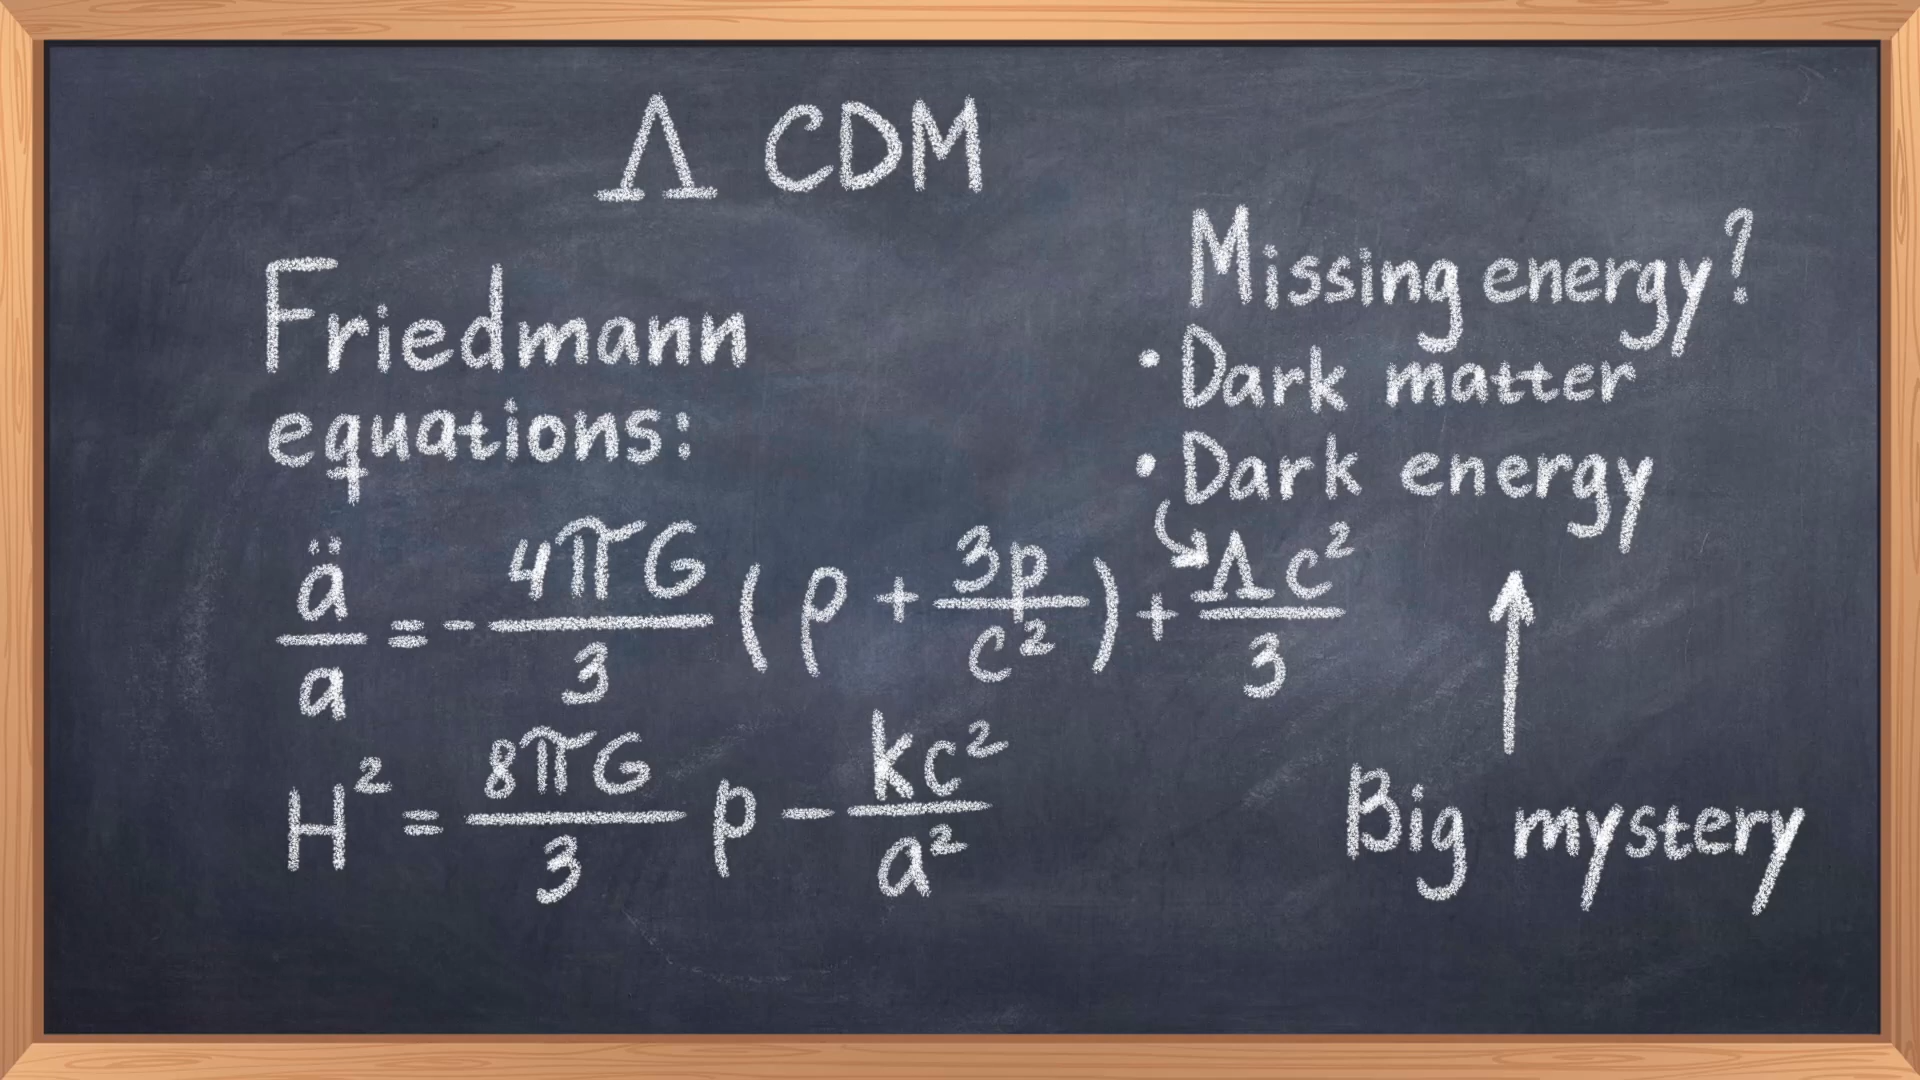 Λ CDM
Friedmann
equations:
ä/a = - 4πG/3 (ρ + 3p/c²) + Λc²/3
H² = 8πG/3 p - kc²/a²
Missing energy?
• Dark matter
• Dark energy
Big mystery